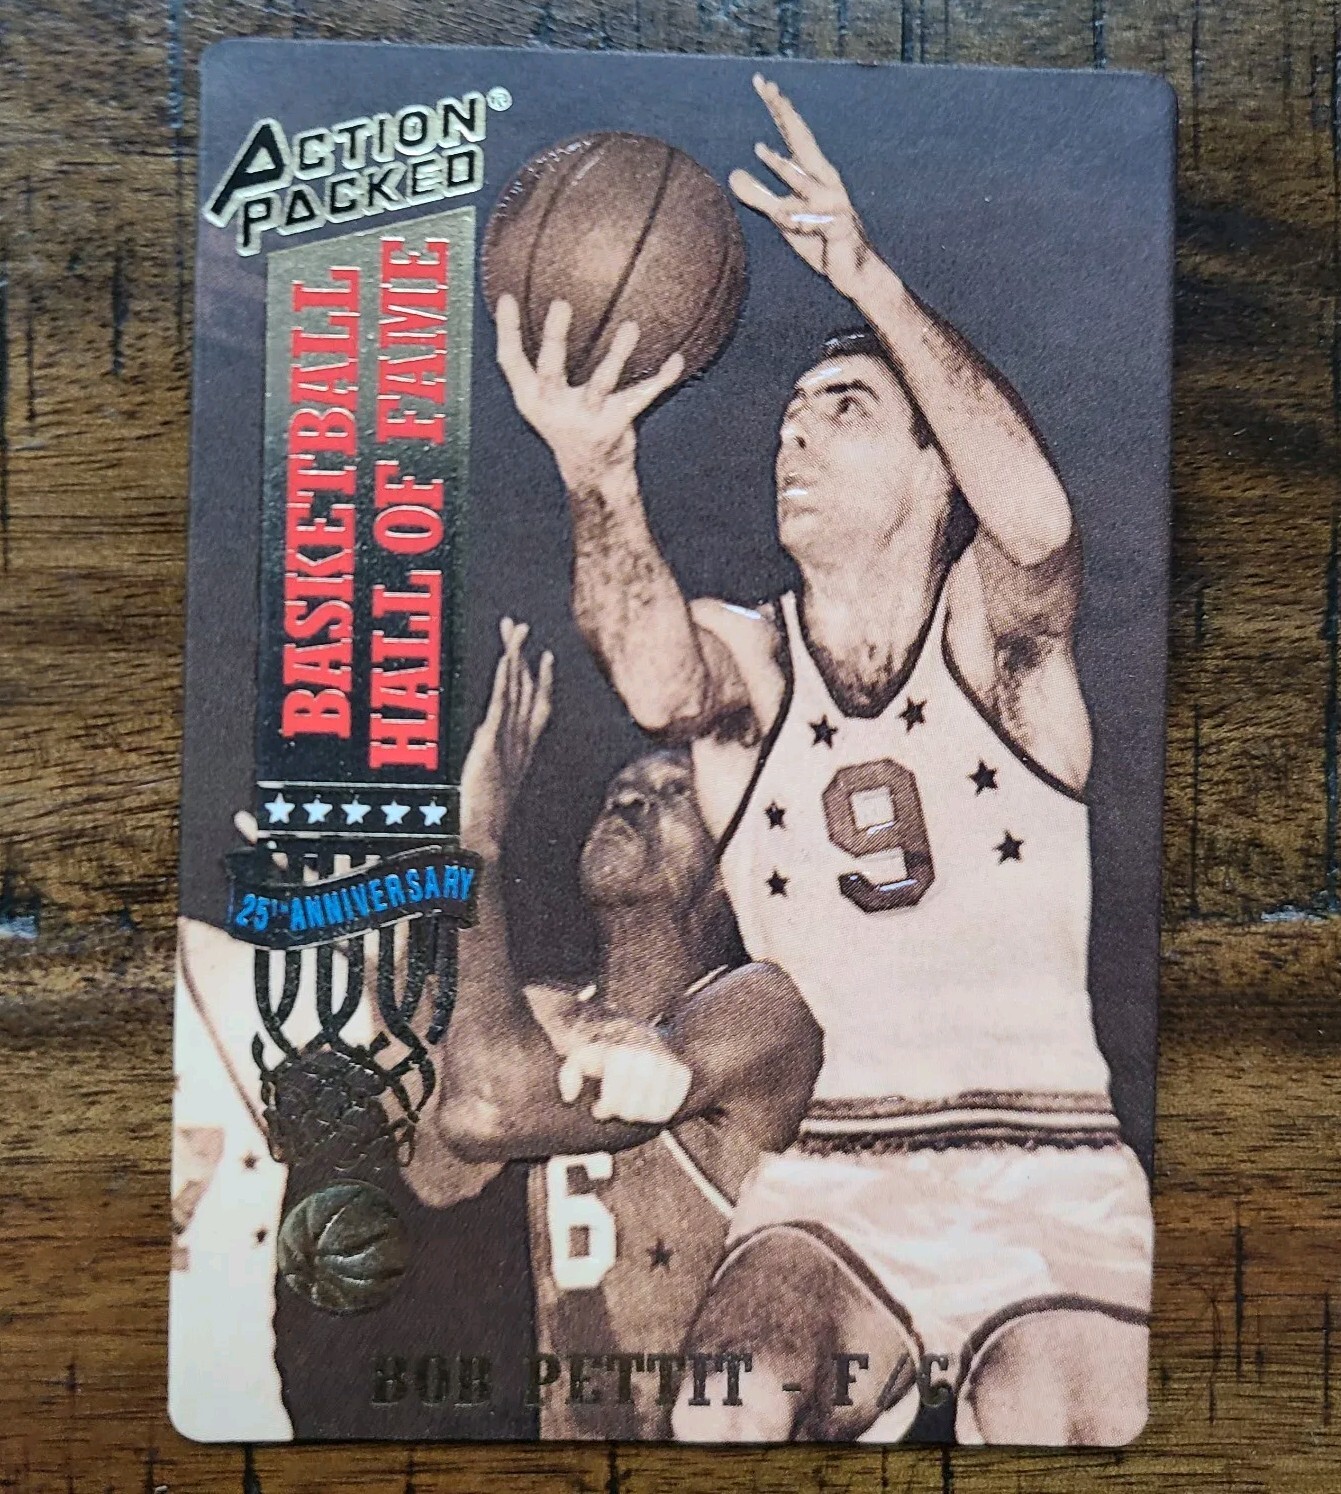 ACTION®
PACKED
BASKETBALL
HALL OF FAME
25TH ANNIVERSARY
9
6
BOB PETTIT - F/C